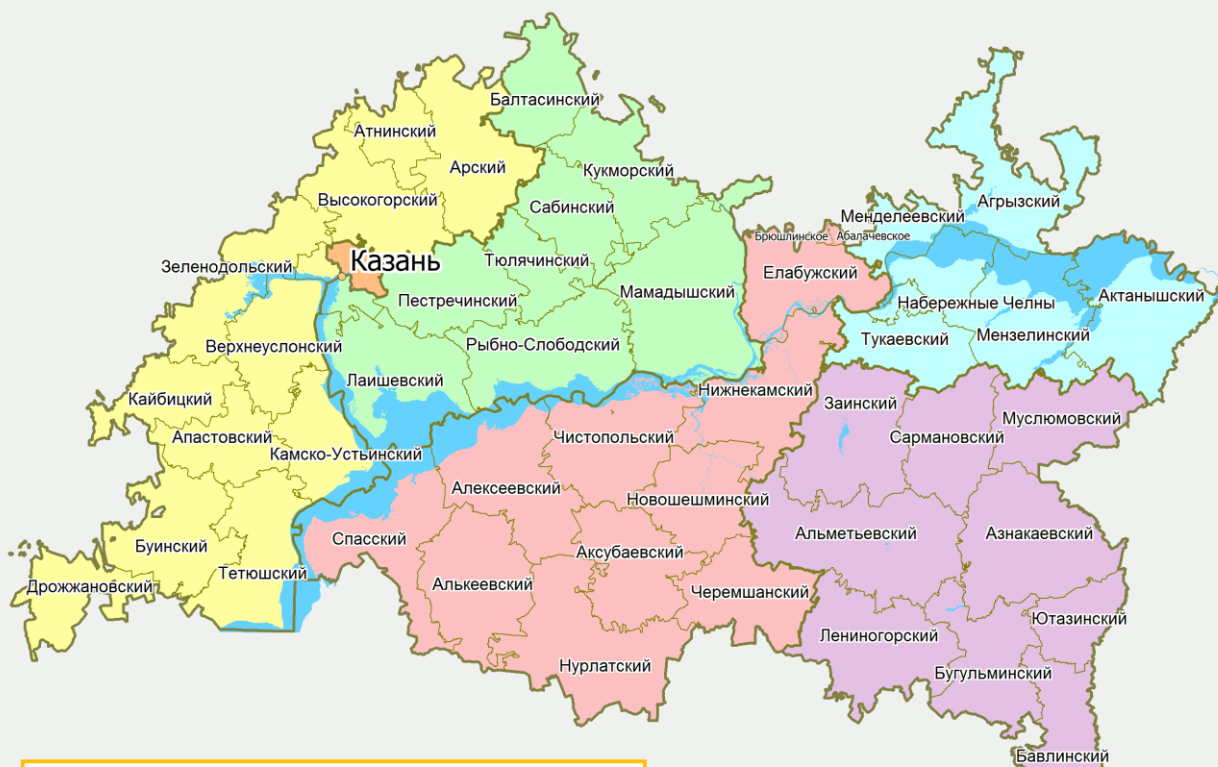 Балтасинский
Атнинский
Арский
Кукморский
Высокогорский
Сабинский
Агрызский
Менделеевский
Брюшлинское
Абалачевское
Казань
Тюлячинский
Зеленодольский
Елабужский
Пестречинский
Мамадышский
Набережные Челны
Актанышский
Тукаевский
Мензелинский
Верхнеуслонский
Рыбно-Слободский
Лаишевский
Нижнекамский
Кайбицкий
Заинский
Муслюмовский
Апастовский
Чистопольский
Сармановский
Камско-Устьинский
Алексеевский
Новошешминский
Спасский
Альметьевский
Азнакаевский
Буинский
Аксубаевский
Тетюшский
Дрожжановский
Алькеевский
Черемшанский
Ютазинский
Лениногорский
Нурлатский
Бугульминский
Бавлинский